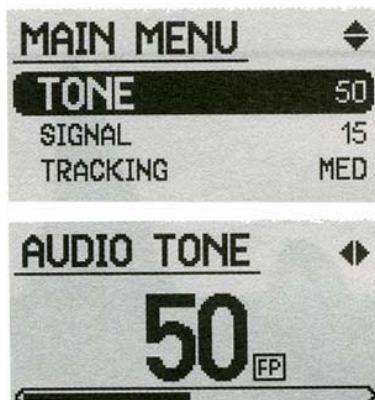 MAIN MENU
TONE 50
SIGNAL 15
TRACKING MED
AUDIO TONE
50 FP